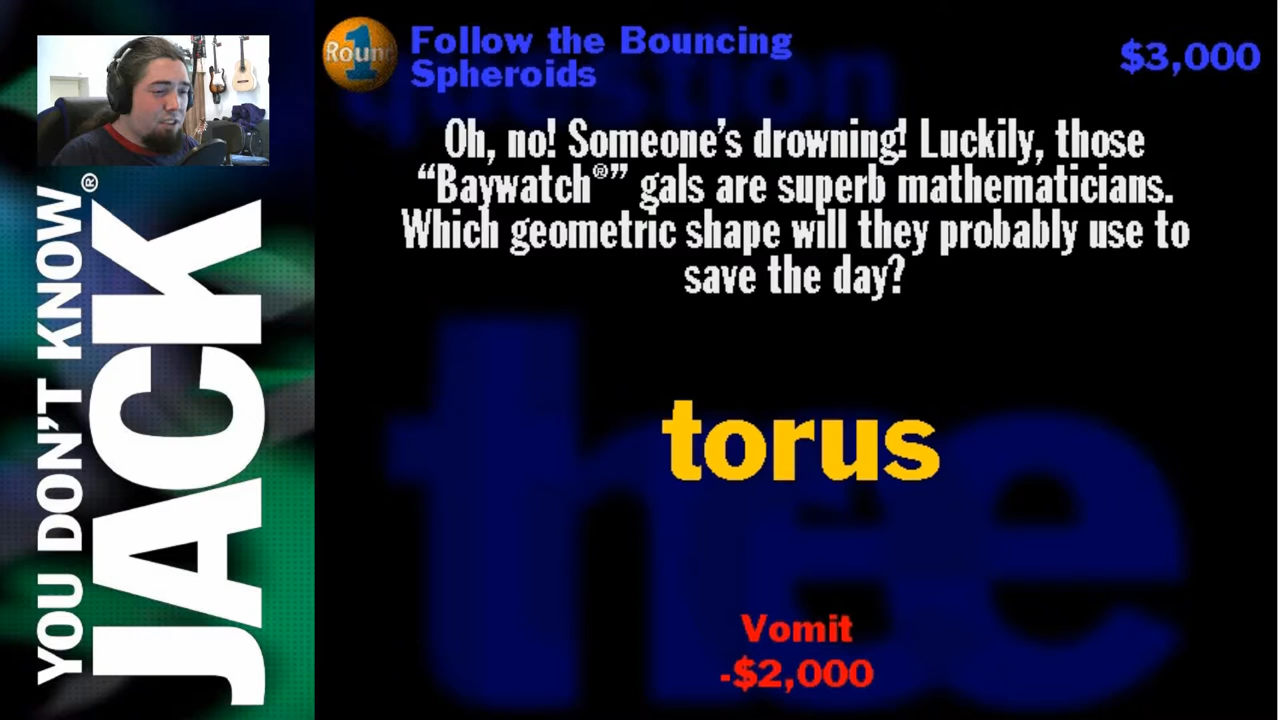 Round 1
Follow the Bouncing
Spheroids
$3,000
question
Oh, no! Someone's drowning! Luckily, those
“Baywatch®” gals are superb mathematicians.
Which geometric shape will they probably use to
save the day?
three
torus
Vomit
-$2,000
YOU DON'T KNOW
JACK®